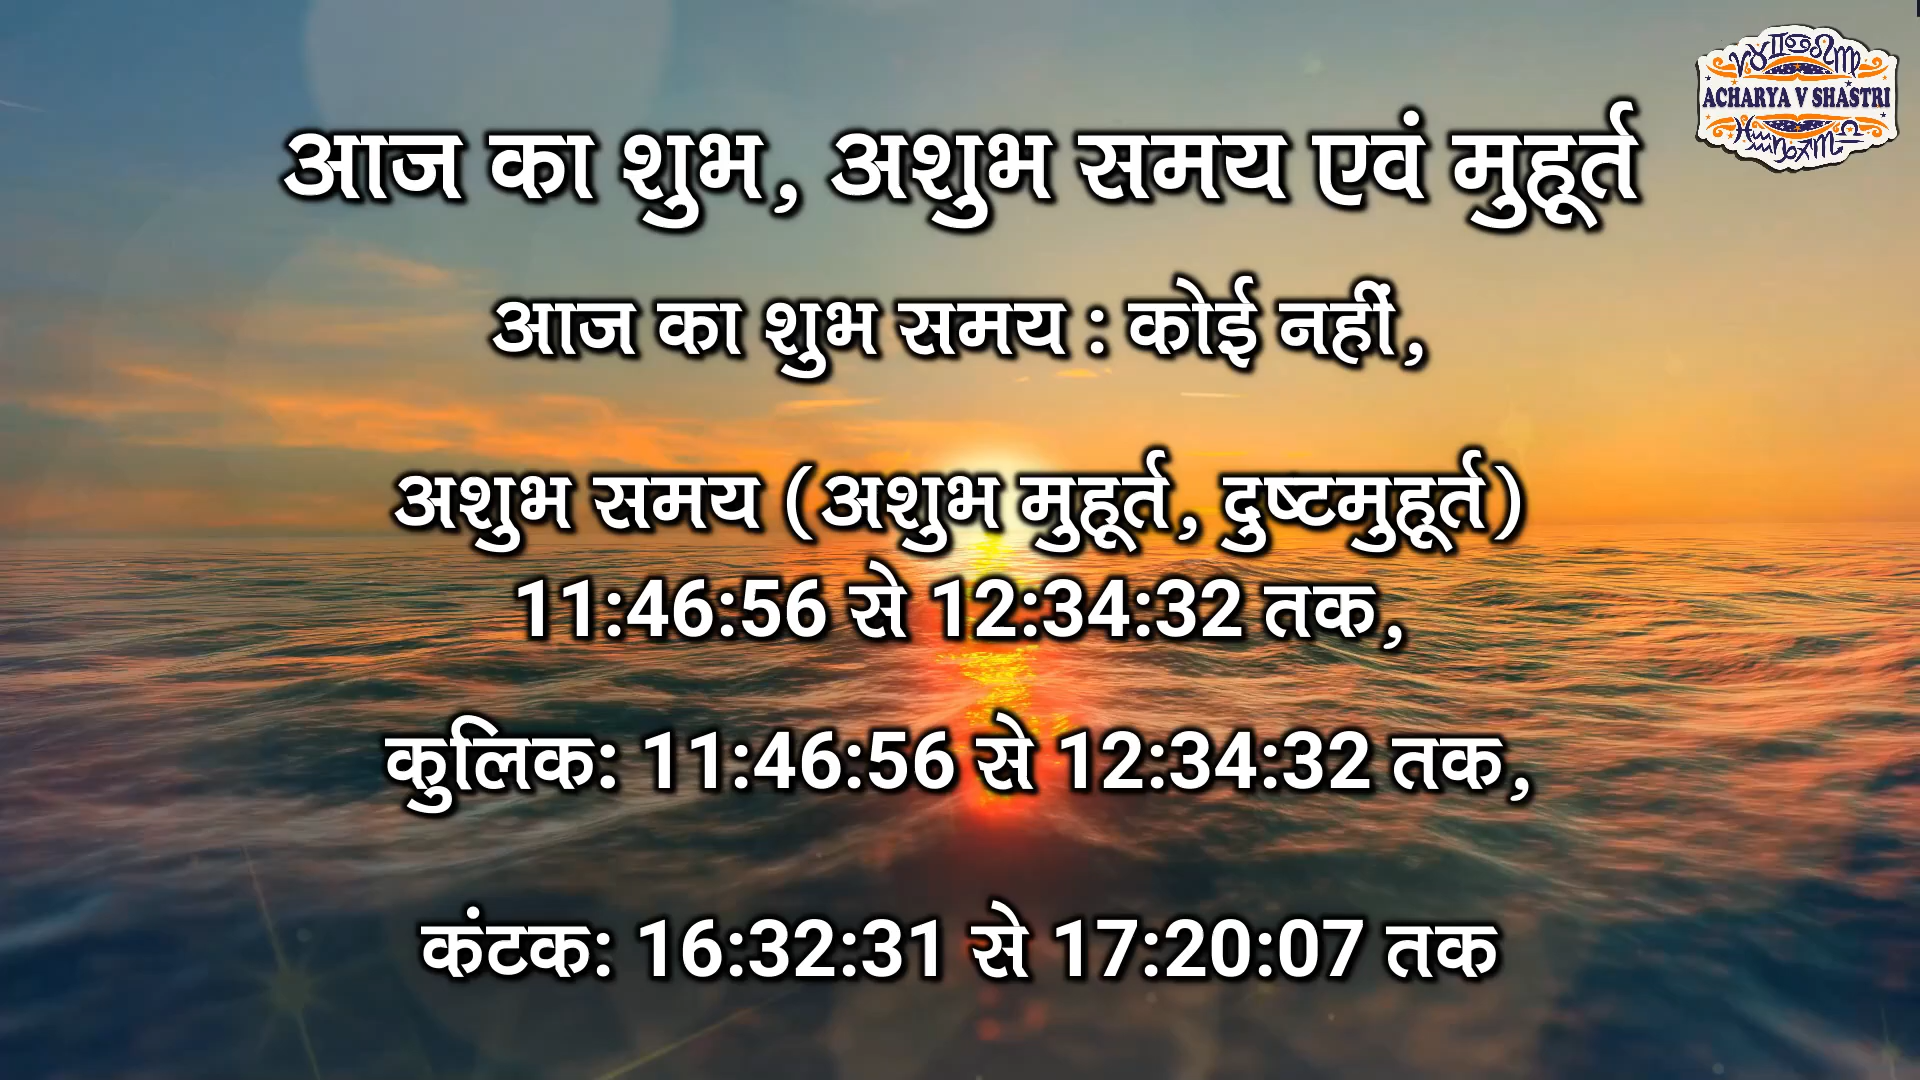 ACHARYA V SHASTRI
आज का शुभ, अशुभ समय एवं मुहूर्त
आज का शुभ समय : कोई नहीं,
अशुभ समय (अशुभ मुहूर्त, दुष्टमुहूर्त)
11:46:56 से 12:34:32 तक,
कुलिक: 11:46:56 से 12:34:32 तक,
कंटक: 16:32:31 से 17:20:07 तक